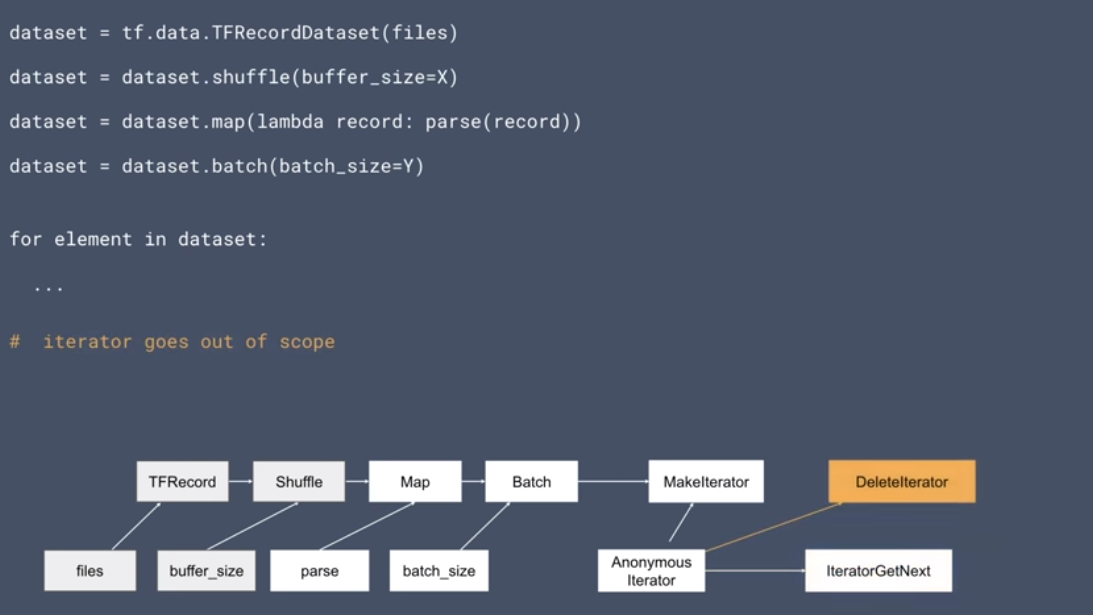 dataset = tf.data.TFRecordDataset(files)
dataset = dataset.shuffle(buffer_size=X)
dataset = dataset.map(lambda record: parse(record))
dataset = dataset.batch(batch_size=Y)
for element in dataset:
...
# iterator goes out of scope
TFRecord
Shuffle
Map
Batch
MakeIterator
DeleteIterator
files
buffer_size
parse
batch_size
Anonymous
Iterator
IteratorGetNext